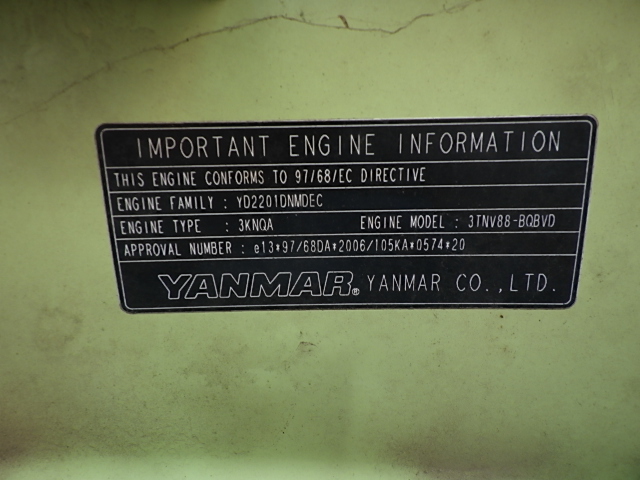 IMPORTANT ENGINE INFORMATION
THIS ENGINE CONFORMS TO 97/68/EC DIRECTIVE
ENGINE FAMILY : YD2201DNMDEC
ENGINE TYPE : 3KNQA ENGINE MODEL : 3TNV88-BQBVD
APPROVAL NUMBER : e13*97/68DA*2006/105KA*0574*20
YANMAR® YANMAR CO.,LTD.